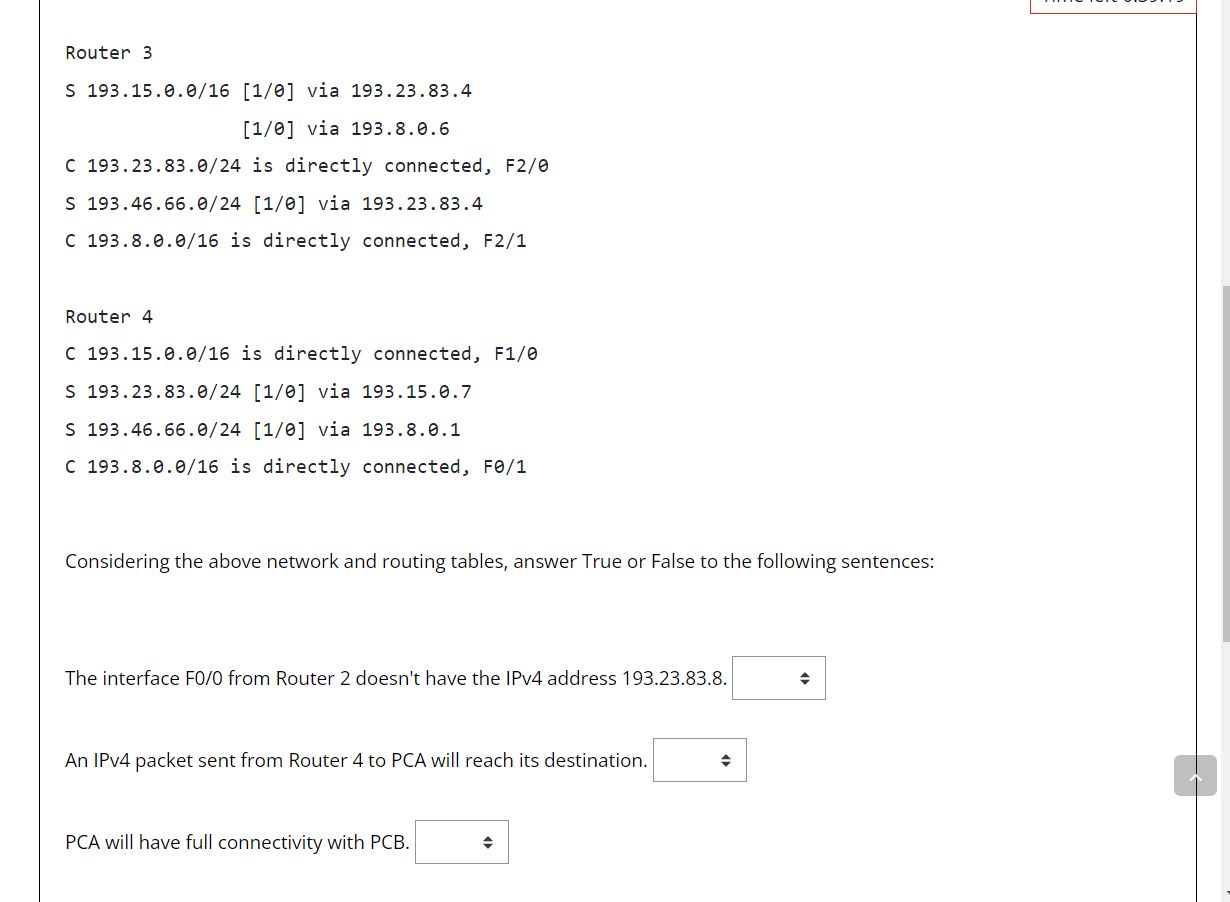 Router 3
S 193.15.0.0/16 [1/0] via 193.23.83.4
[1/0] via 193.8.0.6
C 193.23.83.0/24 is directly connected, F2/0
S 193.46.66.0/24 [1/0] via 193.23.83.4
C 193.8.0.0/16 is directly connected, F2/1
Router 4
C 193.15.0.0/16 is directly connected, F1/0
S 193.23.83.0/24 [1/0] via 193.15.0.7
S 193.46.66.0/24 [1/0] via 193.8.0.1
C 193.8.0.0/16 is directly connected, F0/1
Considering the above network and routing tables, answer True or False to the following sentences:
The interface F0/0 from Router 2 doesn't have the IPv4 address 193.23.83.8.
An IPv4 packet sent from Router 4 to PCA will reach its destination.
PCA will have full connectivity with PCB.